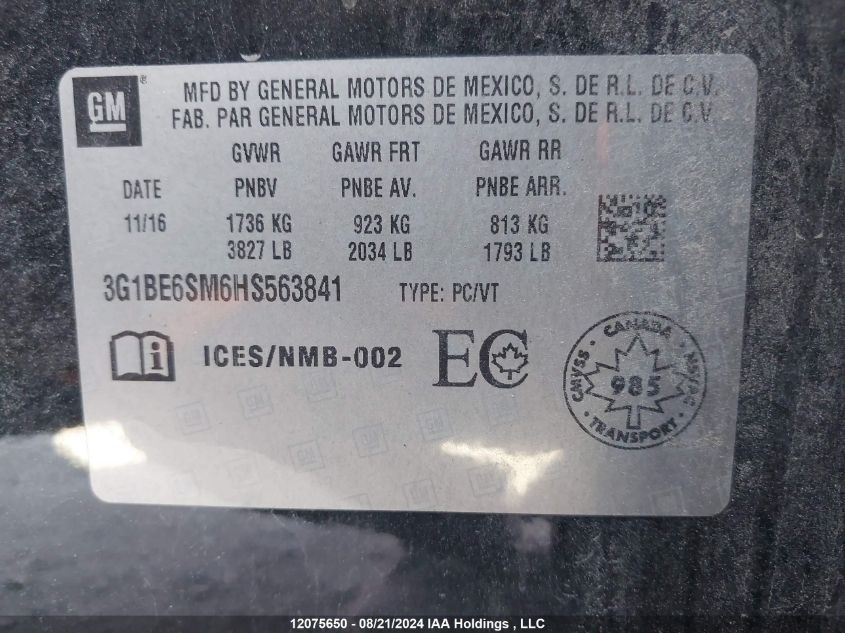 GM ®
MFD BY GENERAL MOTORS DE MEXICO, S. DE R.L. DE C.V.
FAB. PAR GENERAL MOTORS DE MEXICO, S. DE R.L. DE C.V.
GVWR GAWR FRT GAWR RR
DATE PNBV PNBE AV. PNBE ARR.
11/16 1736 KG 923 KG 813 KG
3827 LB 2034 LB 1793 LB
3G1BE6SM6HS563841 TYPE: PC/VT
i ICES/NMB-002 EC
CANADA
CMVSS 985 NSVAC
TRANSPORT
12075650 - 08/21/2024 IAA Holdings , LLC